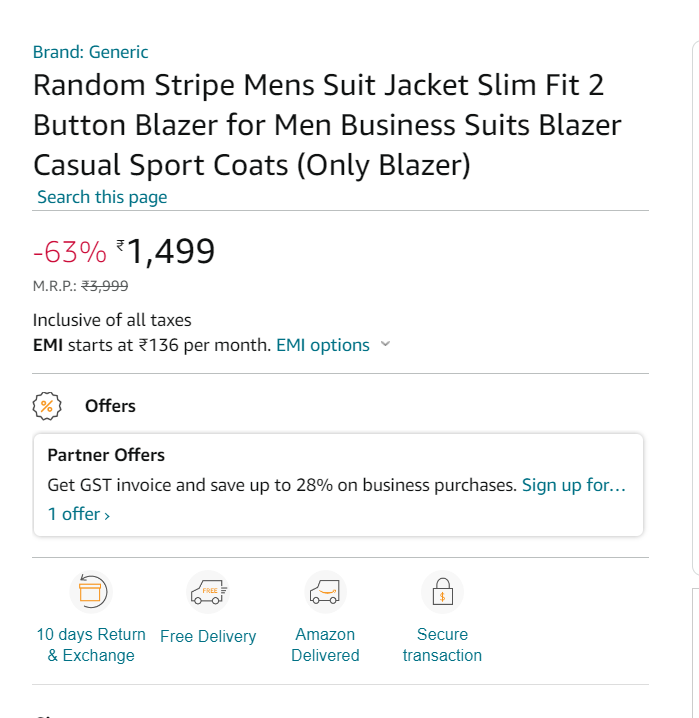 Brand: Generic
Random Stripe Mens Suit Jacket Slim Fit 2
Button Blazer for Men Business Suits Blazer
Casual Sport Coats (Only Blazer)
Search this page
-63% ₹1,499
M.R.P.: ₹3,999
Inclusive of all taxes
EMI starts at ₹136 per month. EMI options
% Offers
Partner Offers
Get GST invoice and save up to 28% on business purchases. Sign up for…
1 offer ›
FREE
$
10 days Return
& Exchange
Free Delivery
Amazon
Delivered
Secure
transaction